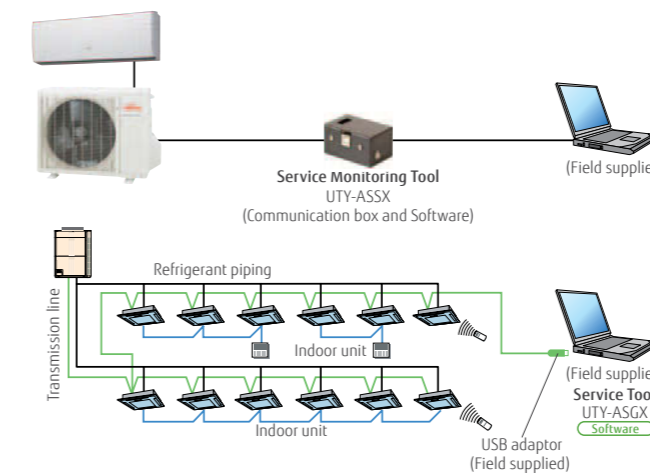 Service Monitoring Tool
UTY-ASSX
(Communication box and Software)
(Field supplie
Refrigerant piping
Transmission line
Indoor unit
Indoor unit
USB adaptor
(Field supplied)
(Field supplie
Service Too
UTY-ASGX
Software